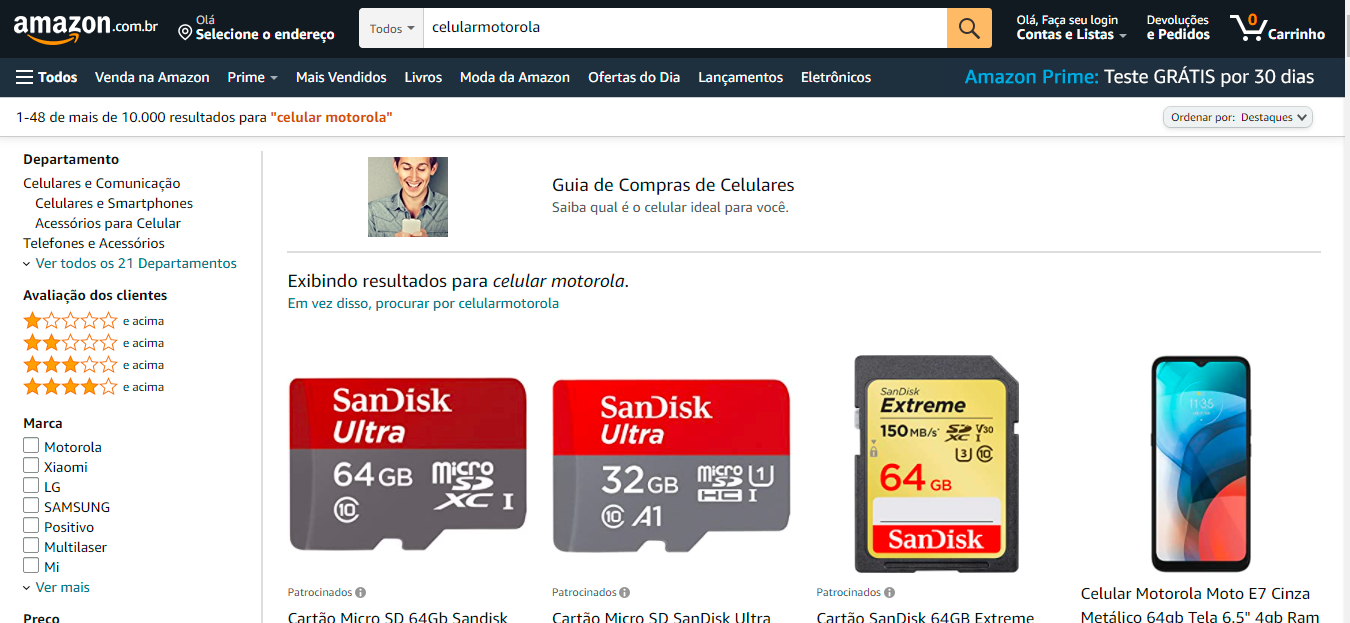 amazon.com.br
Olá
Selecione o endereço
Todos
celularmotorola
Olá, Faça seu login
Contas e Listas
Devoluções
e Pedidos
0
Carrinho
Todos
Venda na Amazon
Prime
Mais Vendidos
Livros
Moda da Amazon
Ofertas do Dia
Lançamentos
Eletrônicos
Amazon Prime: Teste GRÁTIS por 30 dias
1-48 de mais de 10.000 resultados para "celular motorola"
Ordenar por: Destaques
Departamento
Celulares e Comunicação
Celulares e Smartphones
Acessórios para Celular
Telefones e Acessórios
Ver todos os 21 Departamentos
Avaliação dos clientes
e acima
e acima
e acima
e acima
Marca
Motorola
Xiaomi
LG
SAMSUNG
Positivo
Multilaser
Mi
Ver mais
Preço
Guia de Compras de Celulares
Saiba qual é o celular ideal para você.
Exibindo resultados para celular motorola.
Em vez disso, procurar por celularmotorola
SanDisk
Ultra
64GB
micro SD XC I
10
Patrocinados
Cartão Micro SD 64Gb Sandisk
SanDisk
Ultra
32GB
micro SD HC I
U1
10 A1
Patrocinados
Cartão Micro SD SanDisk Ultra
SanDisk
Extreme
150 MB/s*
SD XC I
V30
U3 10
64 GB
SanDisk
Patrocinados
Cartão SanDisk 64GB Extreme
11:35
Celular Motorola Moto E7 Cinza
Metálico 64gb Tela 6.5" 4gb Ram